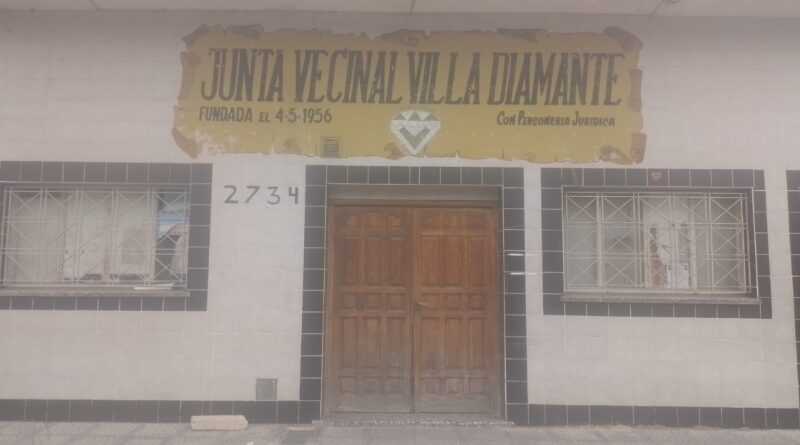 JUNTA VECINAL VILLA DIAMANTE
FUNDADA EL 4-5-1956
CON PERSONERIA JURIDICA
2734